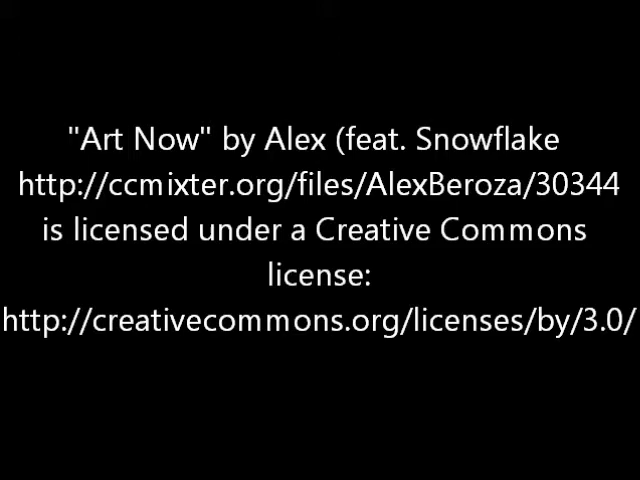 "Art Now" by Alex (feat. Snowflake
http://ccmixter.org/files/AlexBeroza/30344
is licensed under a Creative Commons
license:
http://creativecommons.org/licenses/by/3.0/